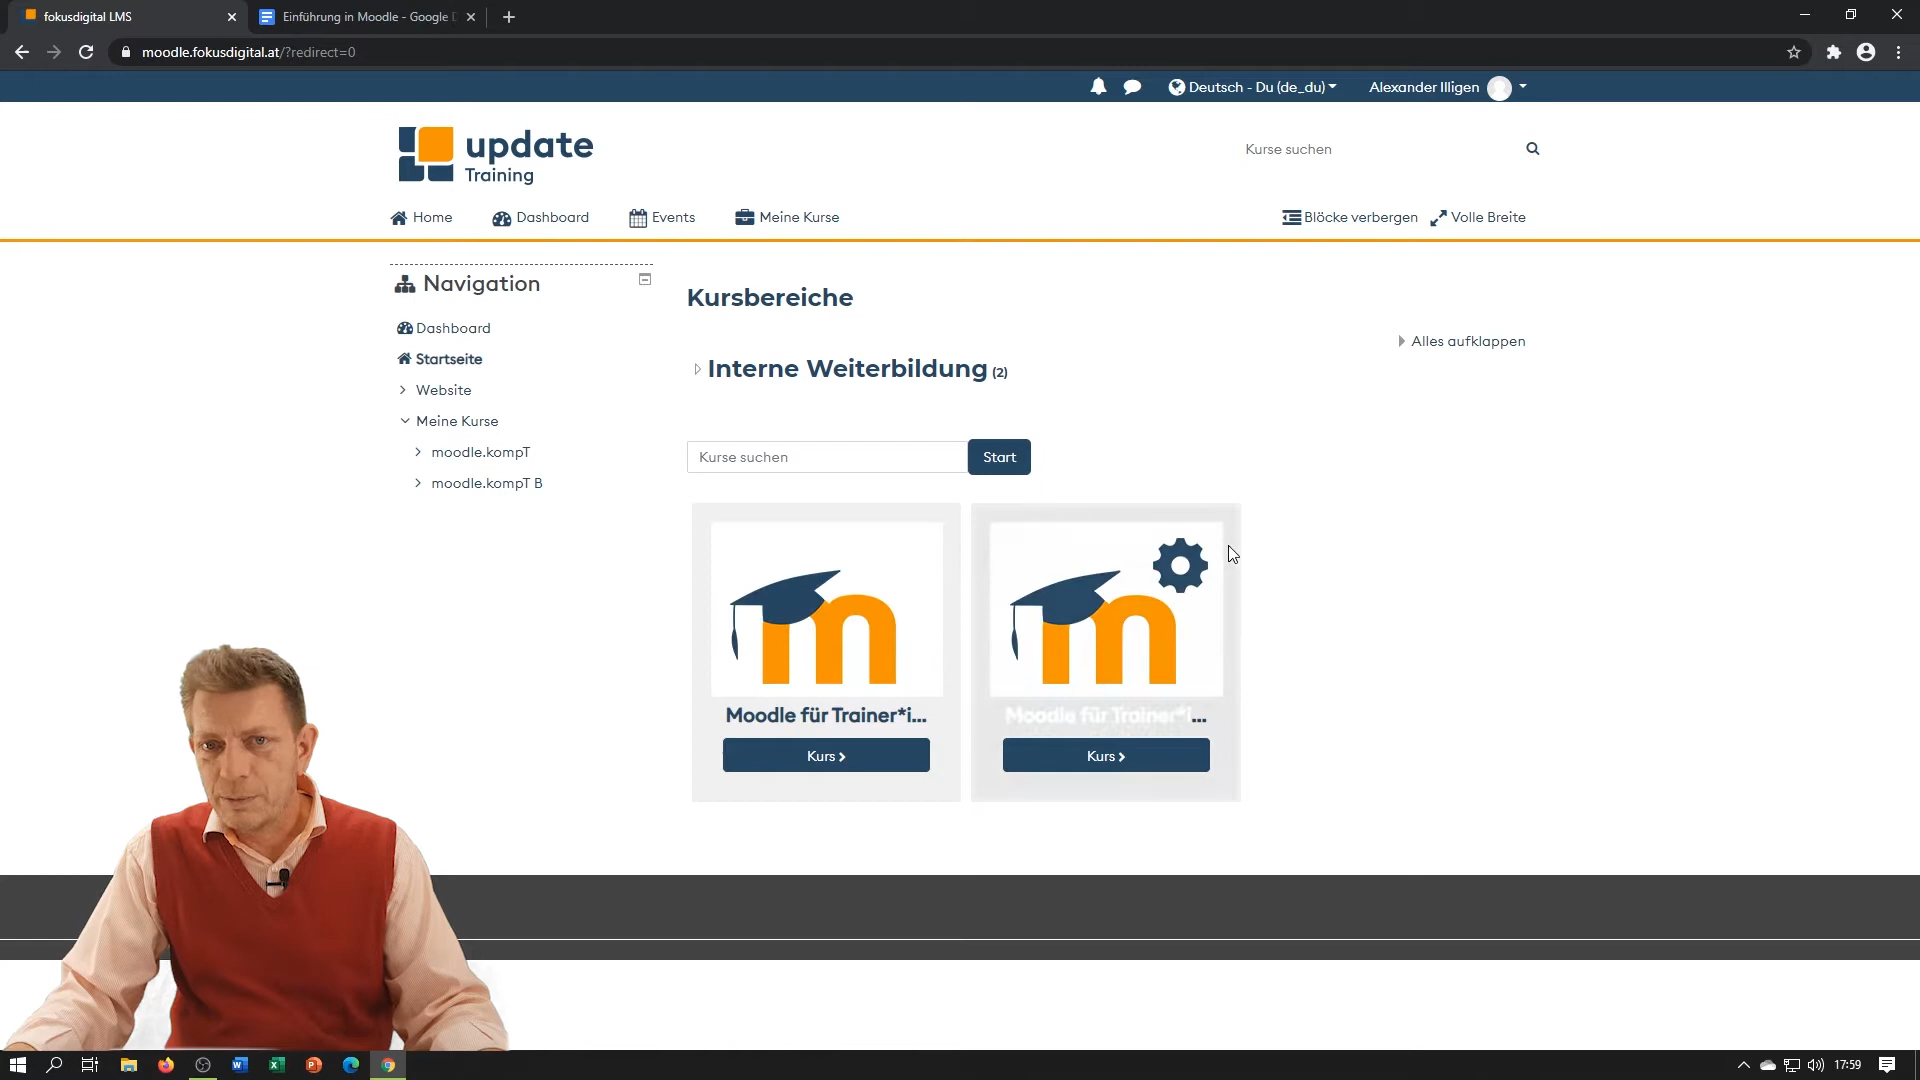 fokusdigital LMS
Einführung in Moodle - Google D
moodle.fokusdigital.at/?redirect=0
Deutsch - Du (de_du)
Alexander Illigen
update
Training
Kurse suchen
Home
Dashboard
Events
Meine Kurse
Blöcke verbergen
Volle Breite
Navigation
Dashboard
Startseite
Website
Meine Kurse
moodle.kompT
moodle.kompT B
Kursbereiche
Alles aufklappen
Interne Weiterbildung (2)
Kurse suchen
Start
Moodle für Trainer*i...
Kurs
Moodle für Trainer*i...
Kurs
17:59